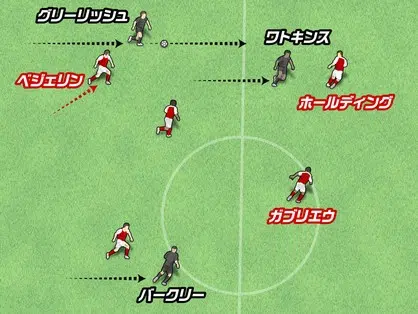 グリーリッシュ
ワトキンス
ベジェリン
ホールディング
ガブリエウ
バークリー